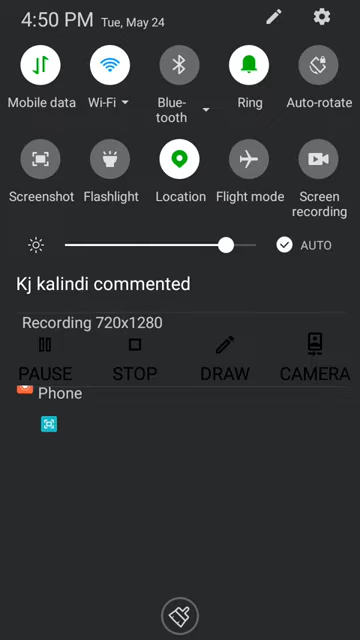 4:50 PM Tue, May 24
Mobile data Wi-Fi Blue-tooth Ring Auto-rotate
Screenshot Flashlight Location Flight mode Screen recording
AUTO
Kj kalindi commented
Recording 720x1280
PAUSE STOP DRAW CAMERA
Phone